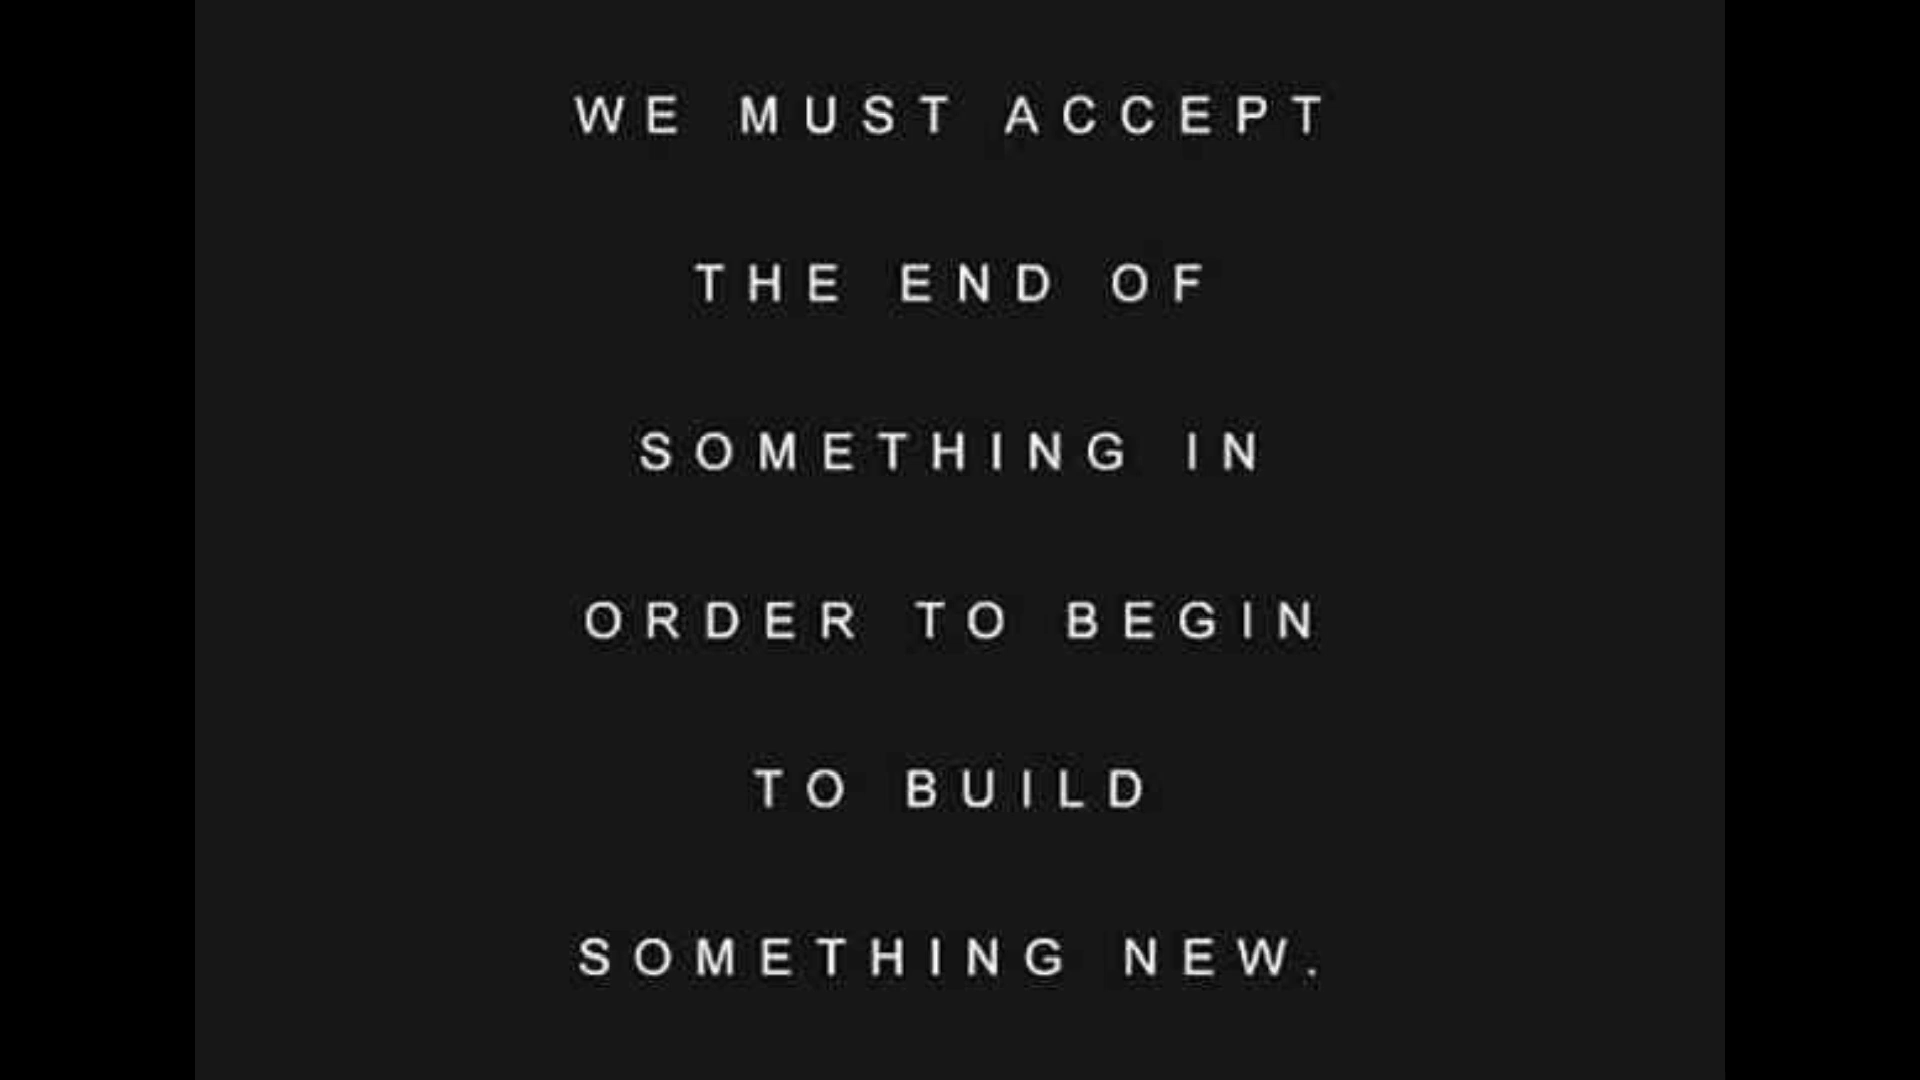 WE MUST ACCEPT
THE END OF
SOMETHING IN
ORDER TO BEGIN
TO BUILD
SOMETHING NEW.